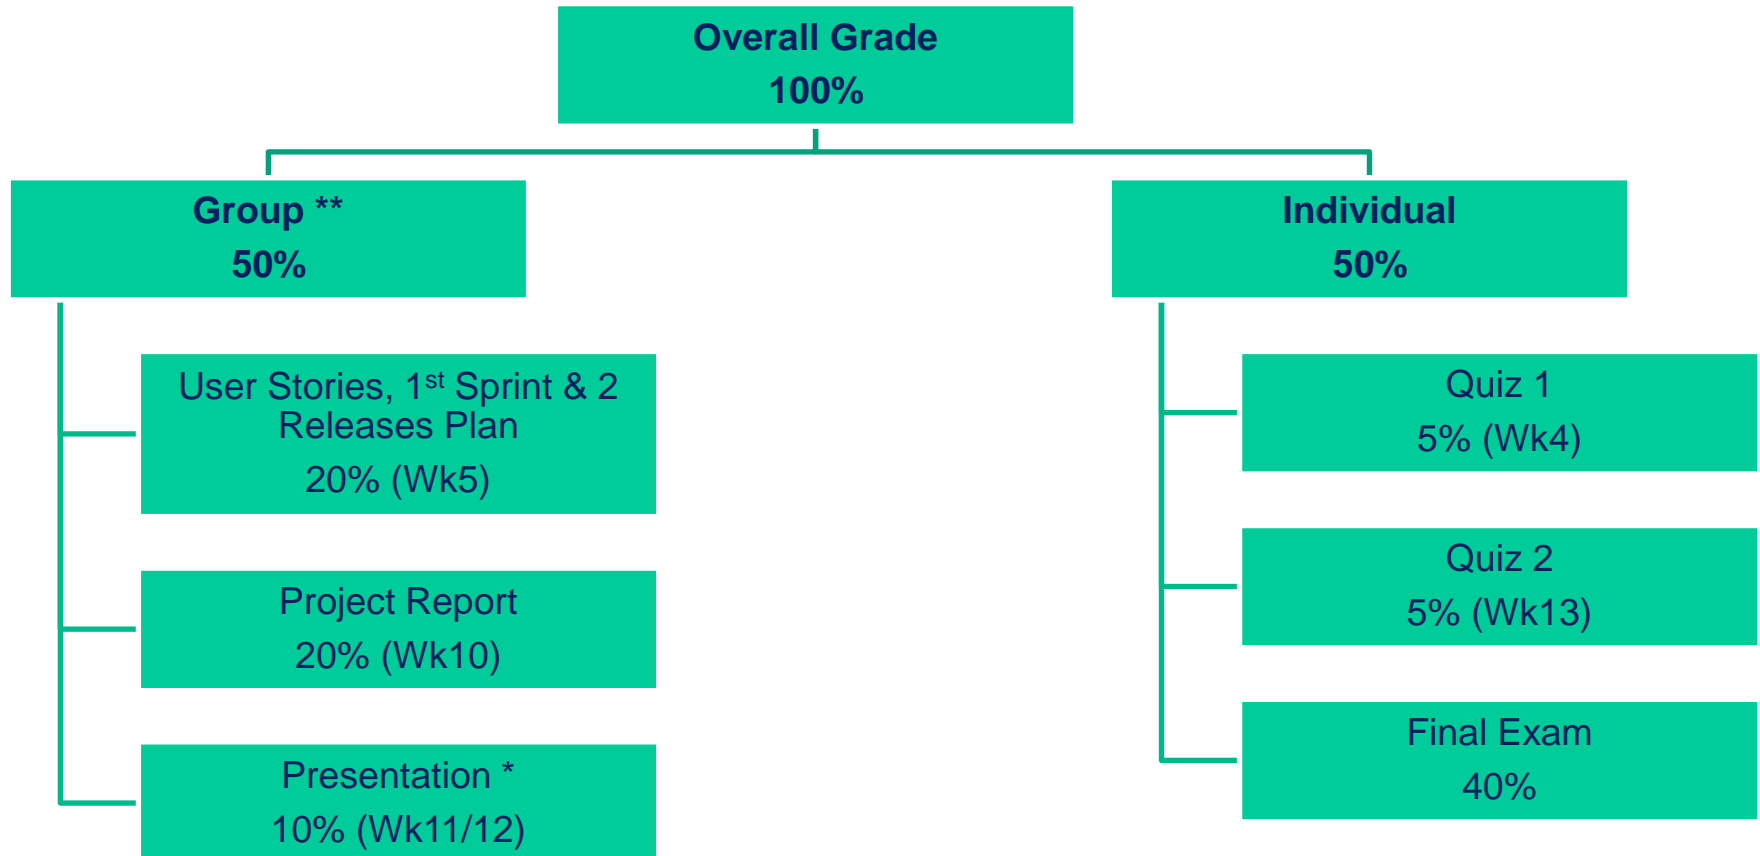 Overall Grade
100%
Group **
50%
User Stories, 1st Sprint & 2
Releases Plan
20% (Wk5)
Project Report
20% (Wk10)
Presentation *
10% (Wk11/12)
Individual
50%
Quiz 1
5% (Wk4)
Quiz 2
5% (Wk13)
Final Exam
40%